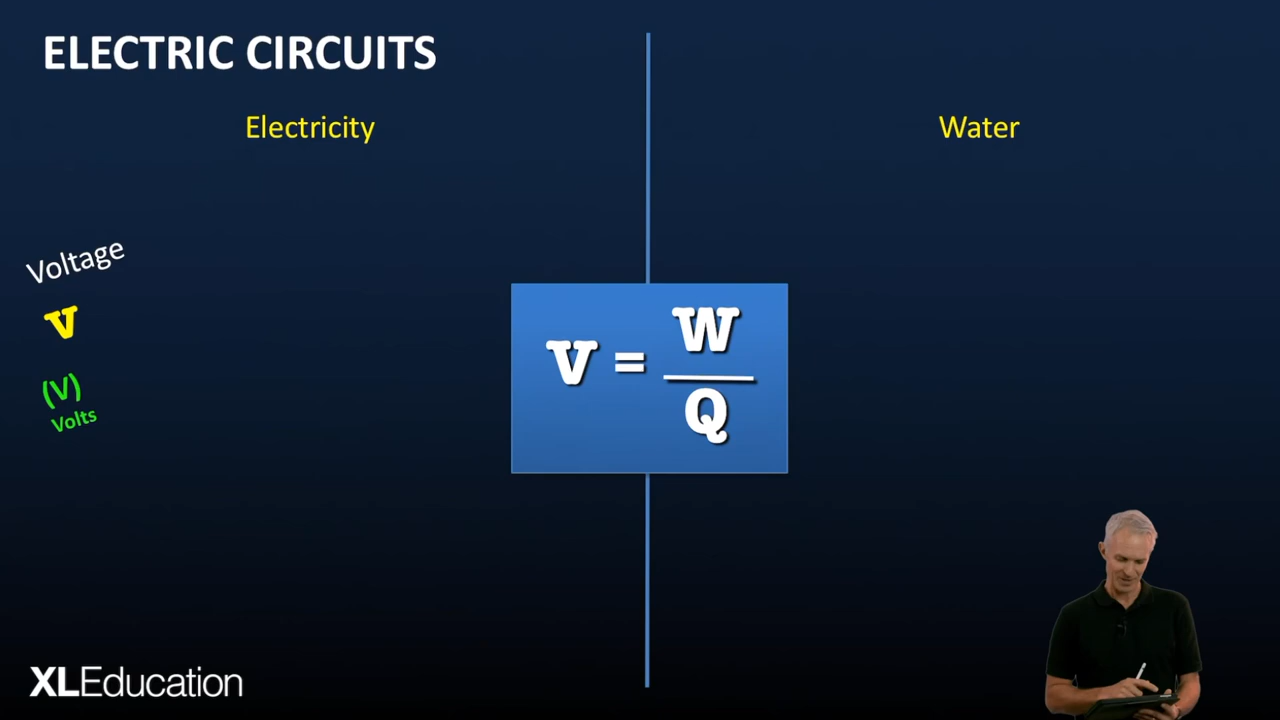 ELECTRIC CIRCUITS
Electricity
Water
Voltage
V
(V)
Volts
V = W
Q
XLEducation